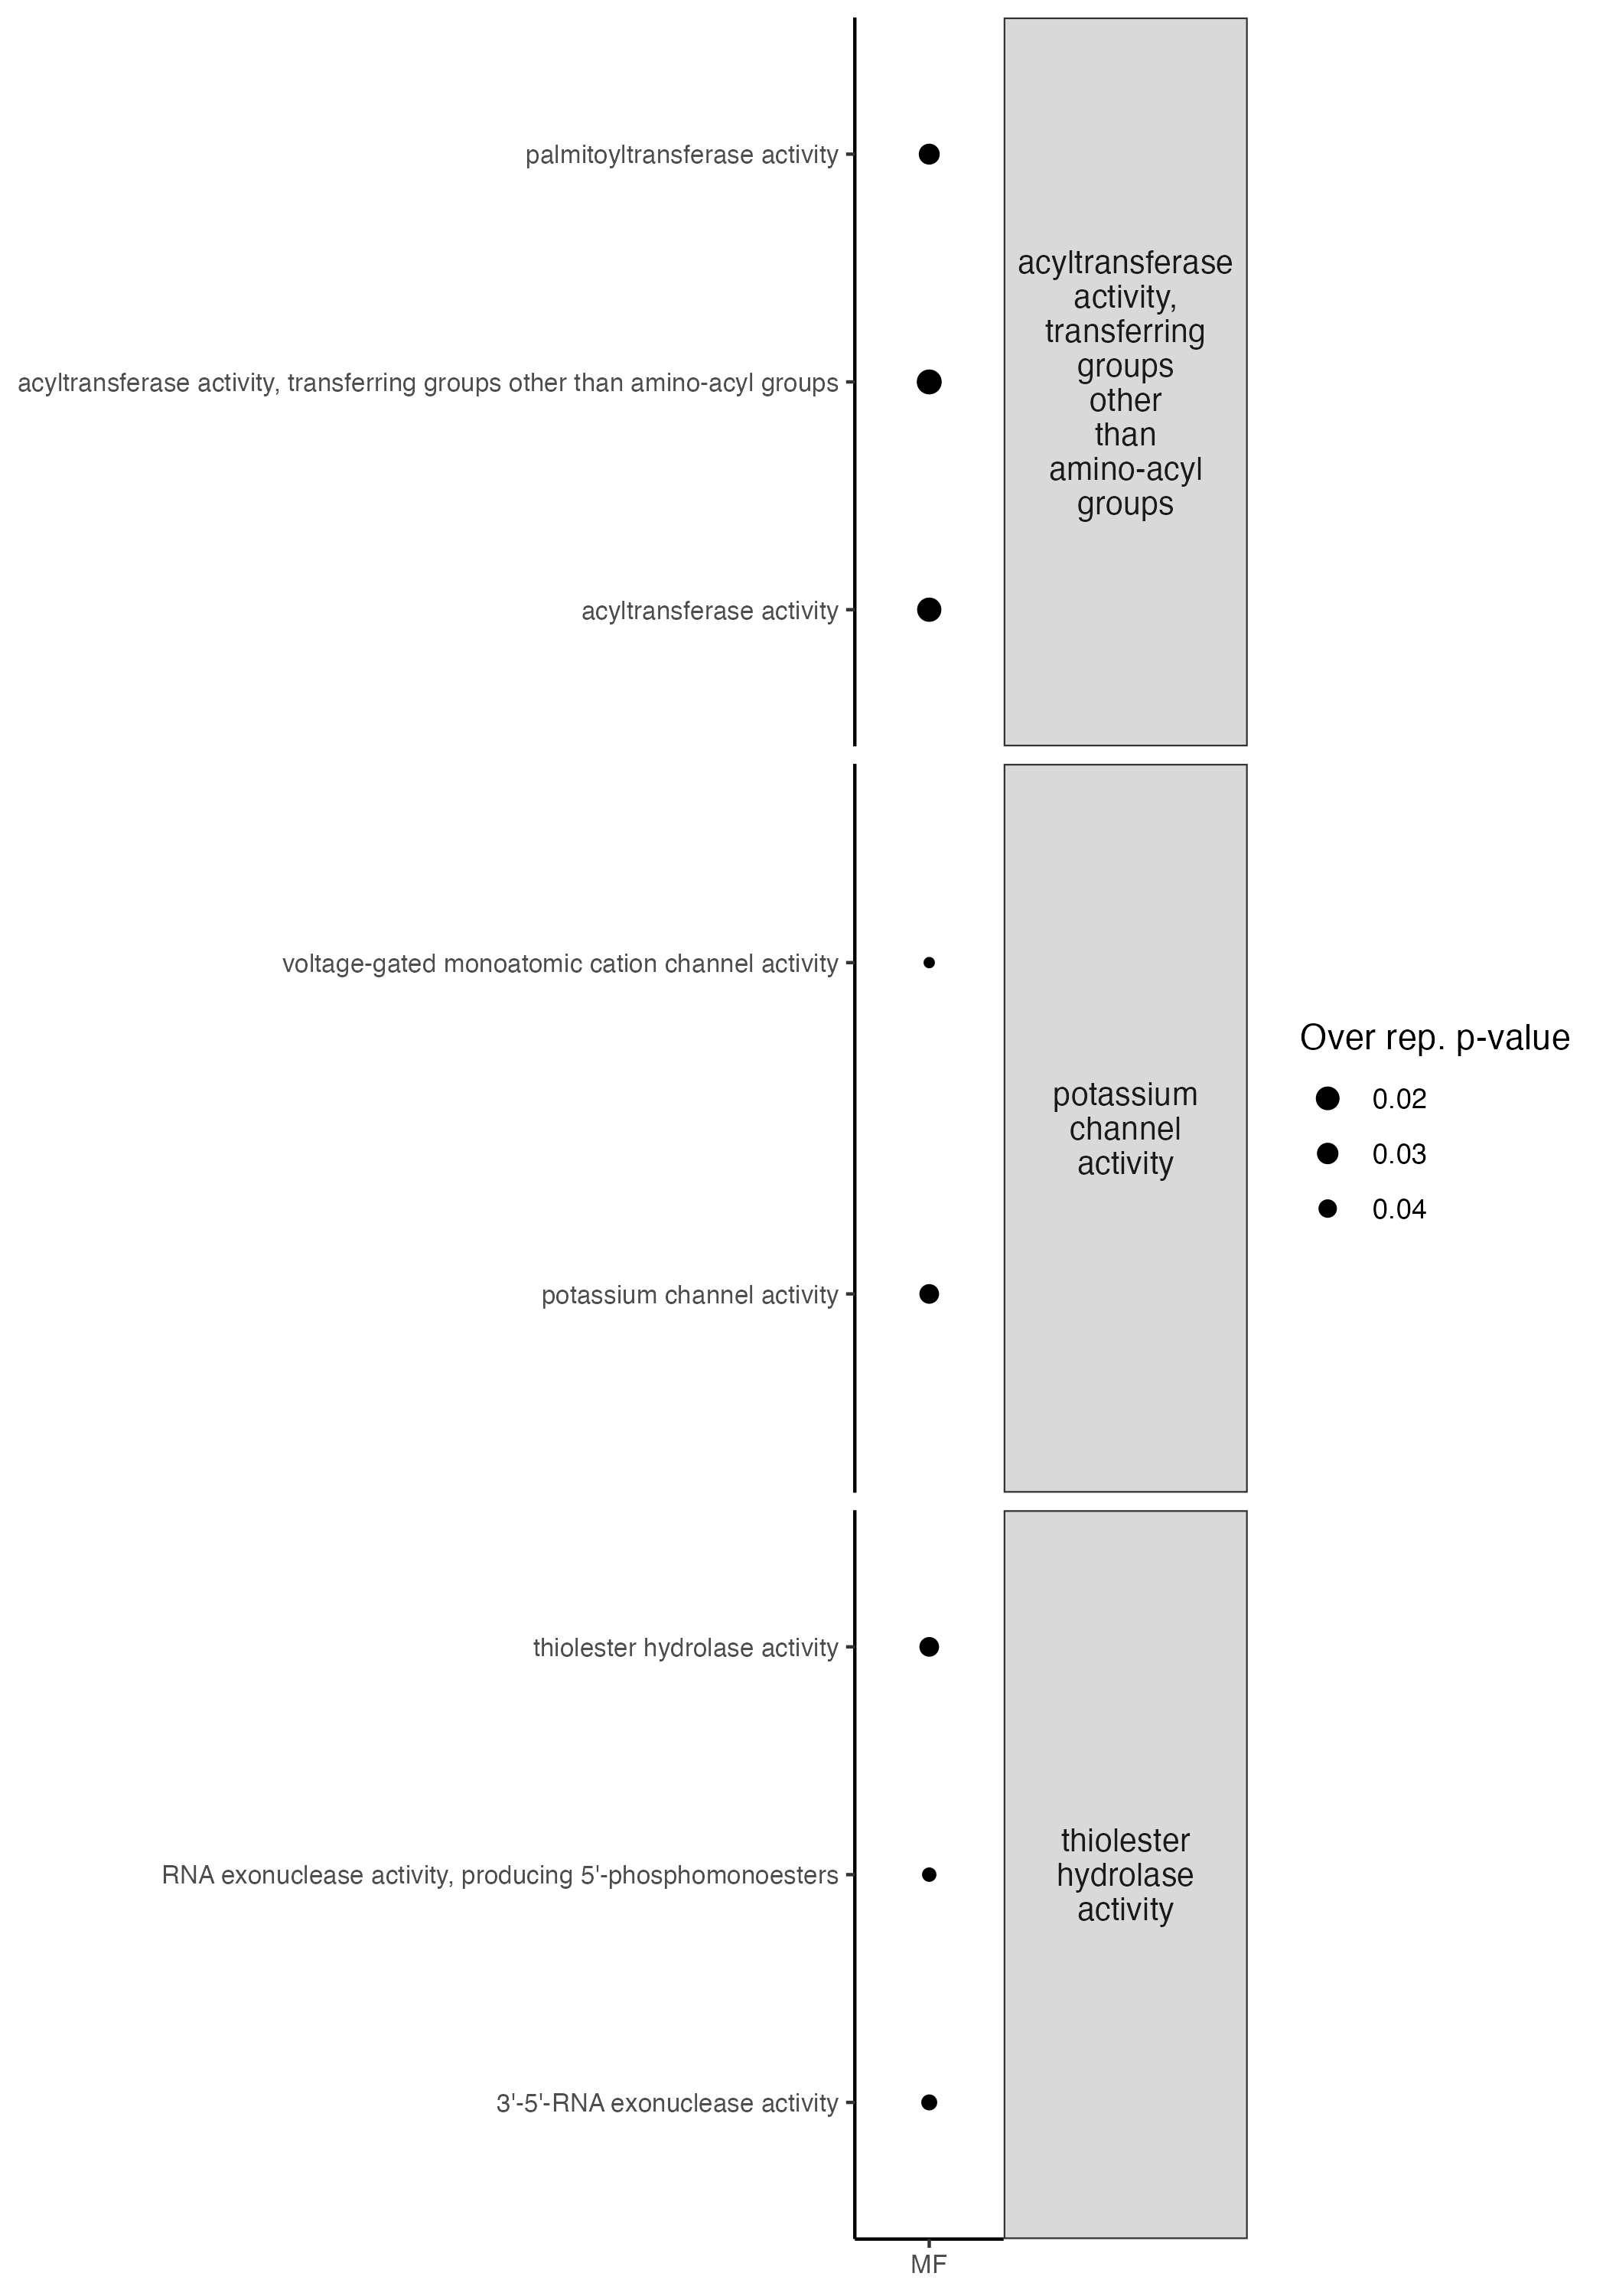 palmitoyltransferase activity
acyltransferase activity, transferring groups other than amino-acyl groups
acyltransferase activity
acyltransferase
activity,
transferring
groups
other
than
amino-acyl
groups
voltage-gated monoatomic cation channel activity
potassium channel activity
potassium
channel
activity
thiolester hydrolase activity
RNA exonuclease activity, producing 5'-phosphomonoesters
3'-5'-RNA exonuclease activity
thiolester
hydrolase
activity
MF
Over rep. p-value
0.02
0.03
0.04